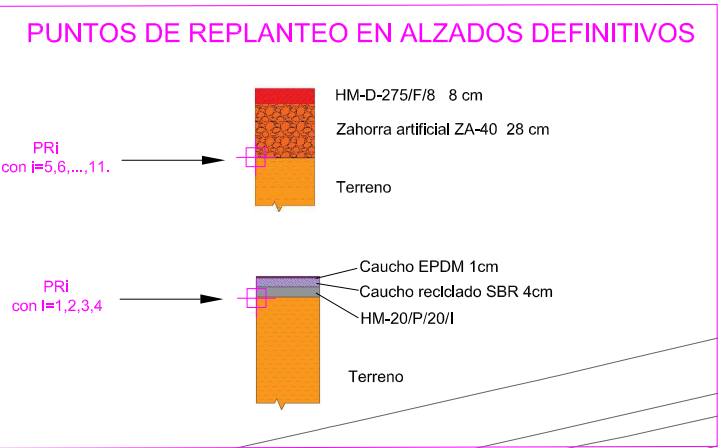 PUNTOS DE REPLANTEO EN ALZADOS DEFINITIVOS
HM-D-275/F/8 8 cm
Zahorra artificial ZA-40 28 cm
PRi
con i=5,6,...,11.
Terreno
Caucho EPDM 1cm
PRi
con I=1,2,3,4
Caucho reclclado SBR 4cm
HM-20/P/20/I
Terreno